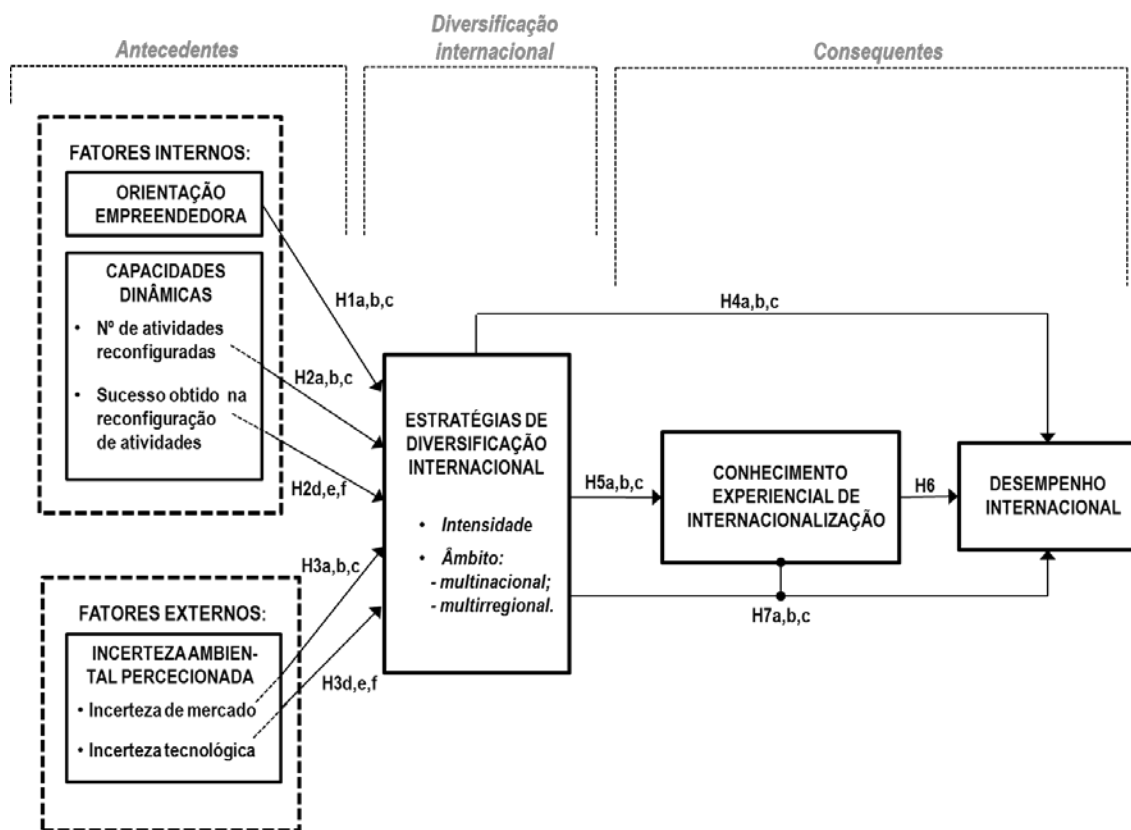 Antecedentes
Diversificação
internacional
Consequentes
FATORES INTERNOS:
ORIENTAÇÃO
EMPREENDEDORA
CAPACIDADES
DINÂMICAS
• Nº de atividades
reconfiguradas
• Sucesso obtido na
reconfiguração
de atividades
H1a,b,c
H2a,b,c
H2d,e,f
H3a,b,c
H3d,e,f
FATORES EXTERNOS:
INCERTEZA AMBIEN-
TAL PERCECIONADA
• Incerteza de mercado
• Incerteza tecnológica
ESTRATÉGIAS DE
DIVERSIFICAÇÃO
INTERNACIONAL
• Intensidade
• Âmbito:
- multinacional;
- multirregional.
H4a,b,c
H5a,b,c
CONHECIMENTO
EXPERIENCIAL DE
INTERNACIONALIZAÇÃO
H6
DESEMPENHO
INTERNACIONAL
H7a,b,c